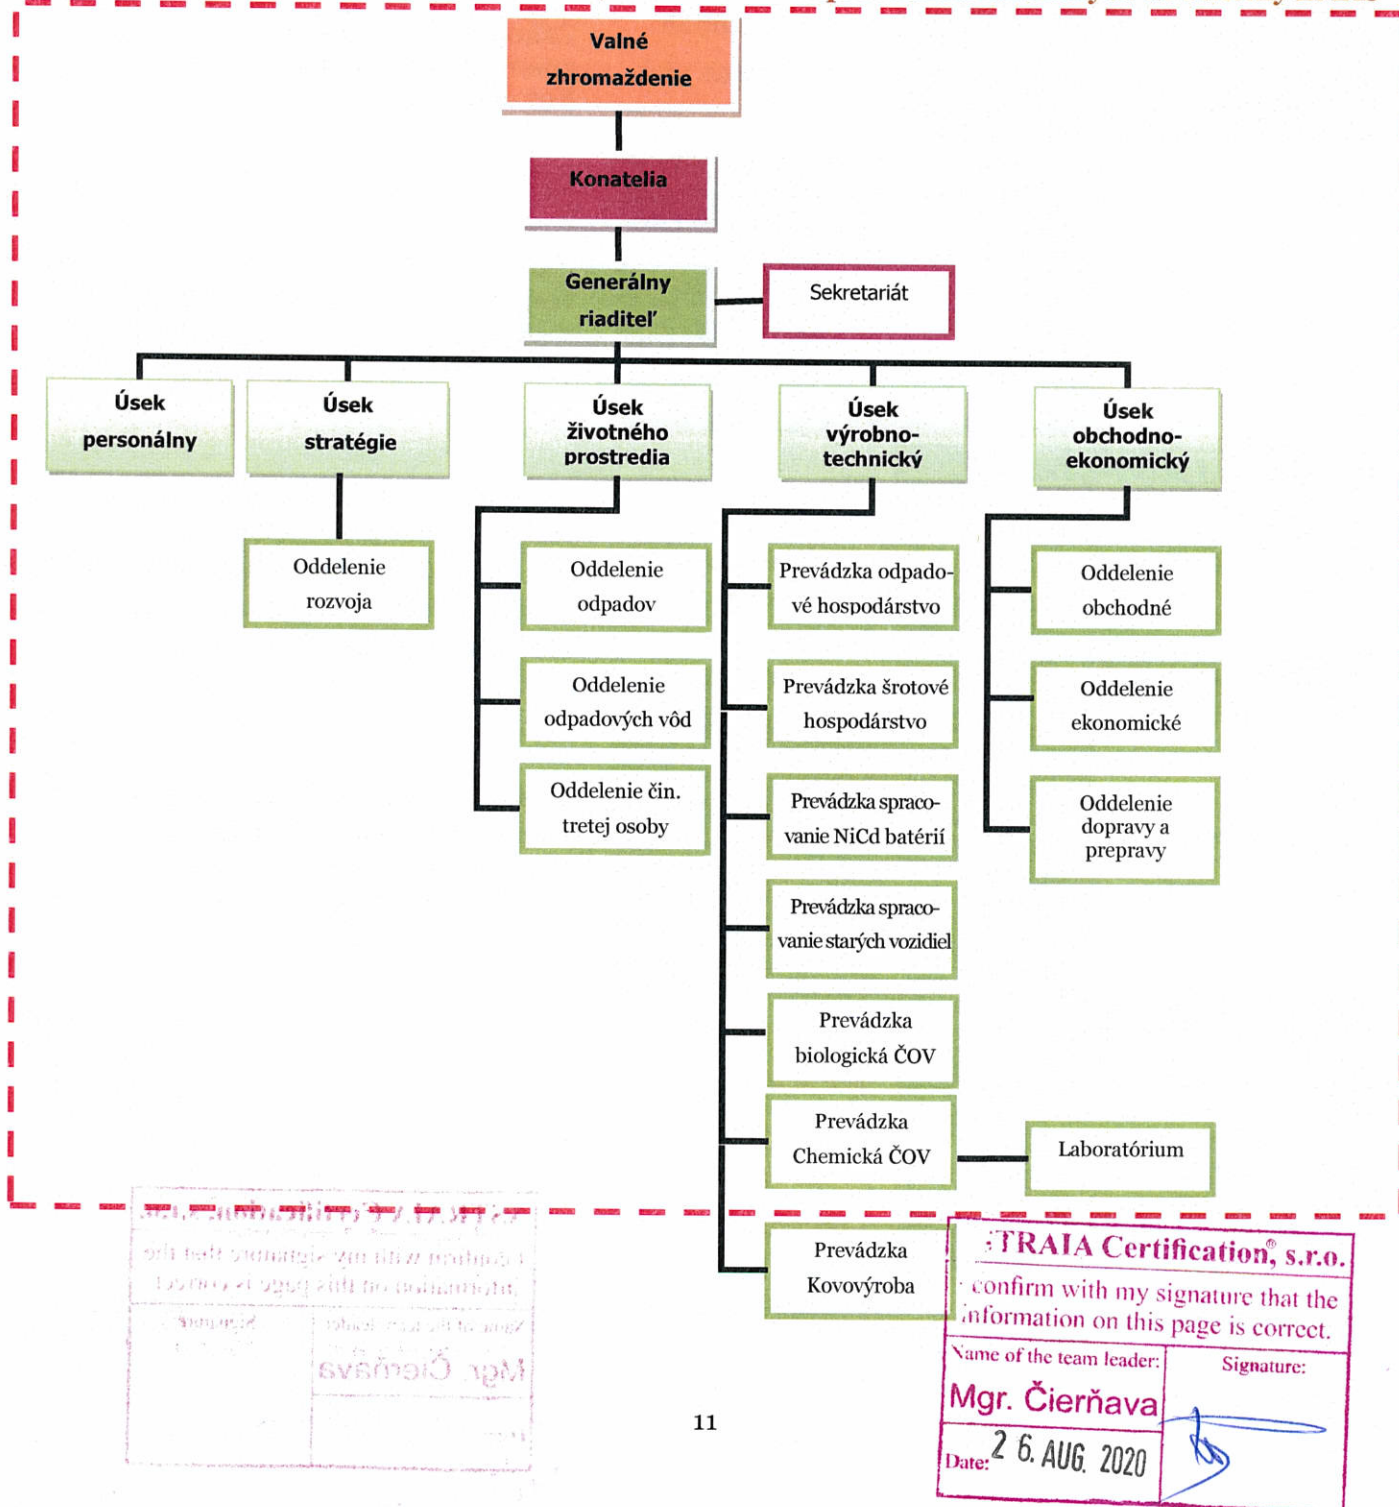 Valné
zhromaždenie
Konatelia
Generálny
riaditeľ
Sekretariát
Úsek
personálny
Úsek
stratégie
Úsek
životného
prostredia
Úsek
výrobno-
technický
Úsek
obchodno-
ekonomický
Oddelenie
rozvoja
Oddelenie
odpadov
Oddelenie
odpadových vôd
Oddelenie čin.
tretej osoby
Prevádzka odpado-
vé hospodárstvo
Prevádzka šrotové
hospodárstvo
Prevádzka spraco-
vanie NiCd batérií
Prevádzka spraco-
vanie starých vozidiel
Prevádzka
biologická ČOV
Prevádzka
Chemická ČOV
Laboratórium
Prevádzka
Kovovýroba
Oddelenie
obchodné
Oddelenie
ekonomické
Oddelenie
dopravy a
prepravy
TRAIA Certification® s.r.o.
confirm with my signature that the
information on this page is correct.
Name of the team leader:
Signature:
Mgr. Čierňava
Date: 26. AUG. 2020
11